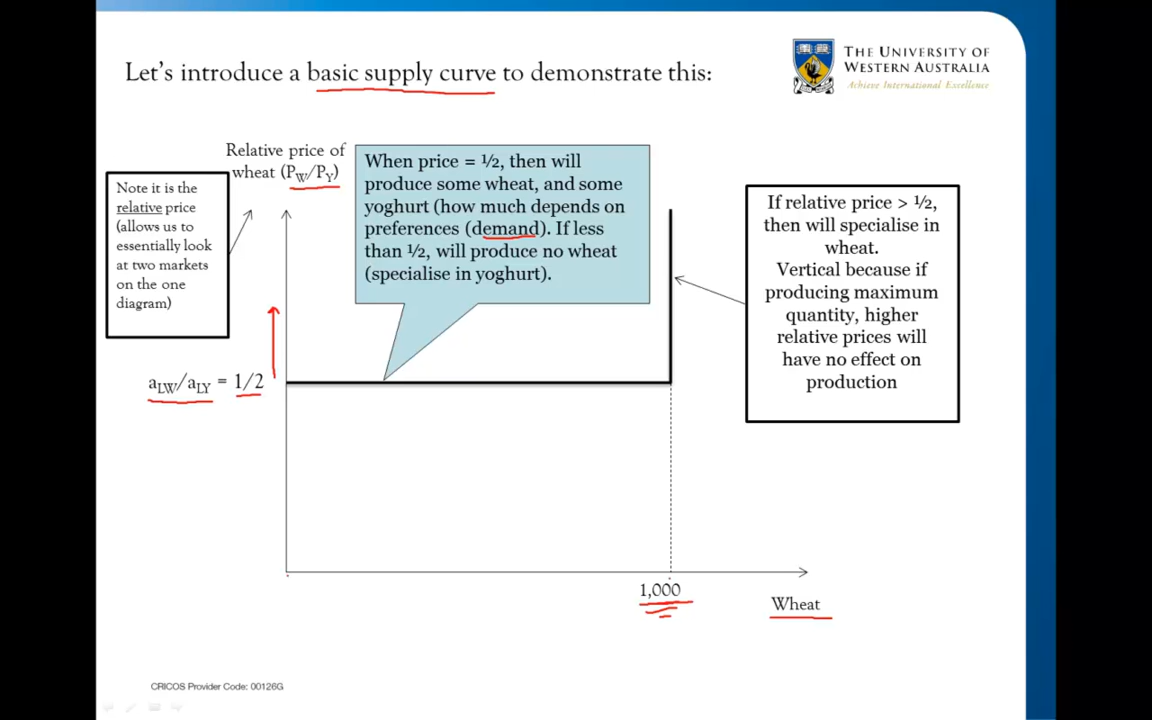 Let's introduce a basic supply curve to demonstrate this:
THE UNIVERSITY OF
WESTERN AUSTRALIA
Achieve International Excellence
Relative price of
wheat (PW/PY)
Note it is the
relative price
(allows us to
essentially look
at two markets
on the one
diagram)
When price = ½, then will
produce some wheat, and some
yoghurt (how much depends on
preferences (demand). If less
than ½, will produce no wheat
(specialise in yoghurt).
If relative price > ½,
then will specialise in
wheat.
Vertical because if
producing maximum
quantity, higher
relative prices will
have no effect on
production
aLW/aLY = 1/2
1,000
Wheat
CRICOS Provider Code: 00126G